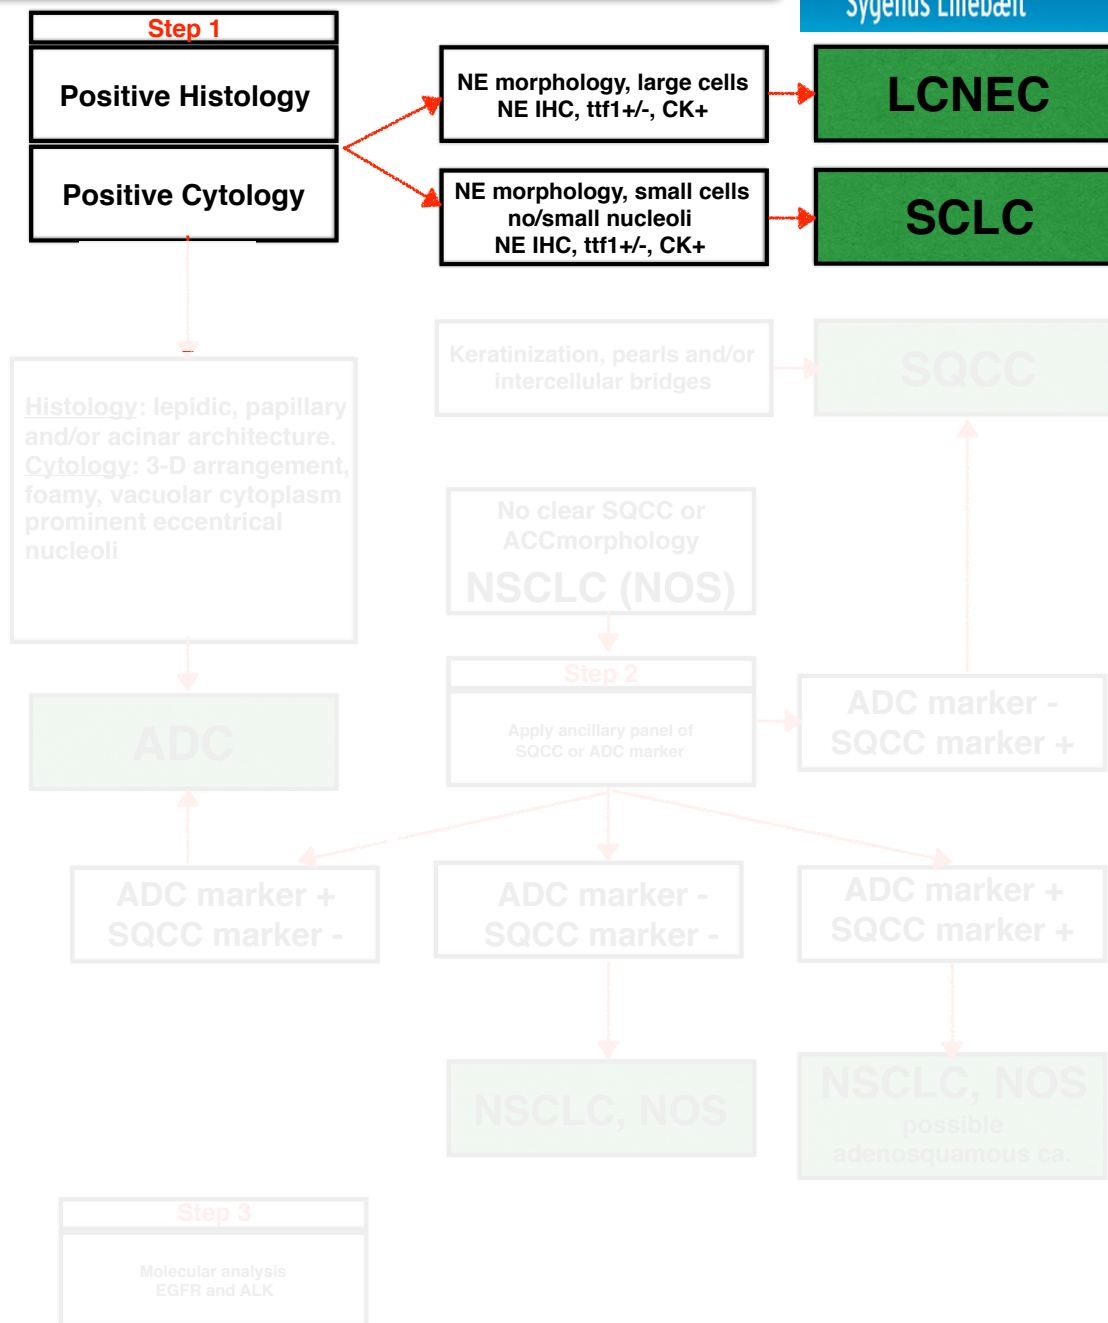 Sygehus Lillebælt
Step 1
Positive Histology
Positive Cytology
NE morphology, large cells
NE IHC, ttf1+/-, CK+
LCNEC
NE morphology, small cells
no/small nucleoli
NE IHC, ttf1+/-, CK+
SCLC
Keratinization, pearls and/or
intercellular bridges
SQCC
Histology: lepidic, papillary
and/or acinar architecture.
Cytology: 3-D arrangement,
foamy, vacuolar cytoplasm
prominent eccentrical
nucleoli
No clear SQCC or
ACCmorphology
NSCLC (NOS)
Step 2
Apply ancillary panel of
SQCC or ADC marker
ADC marker -
SQCC marker +
ADC
ADC marker +
SQCC marker -
ADC marker -
SQCC marker -
ADC marker +
SQCC marker +
NSCLC, NOS
NSCLC, NOS
possible
adenosquamous ca.
Step 3
Molecular analysis
EGFR and ALK